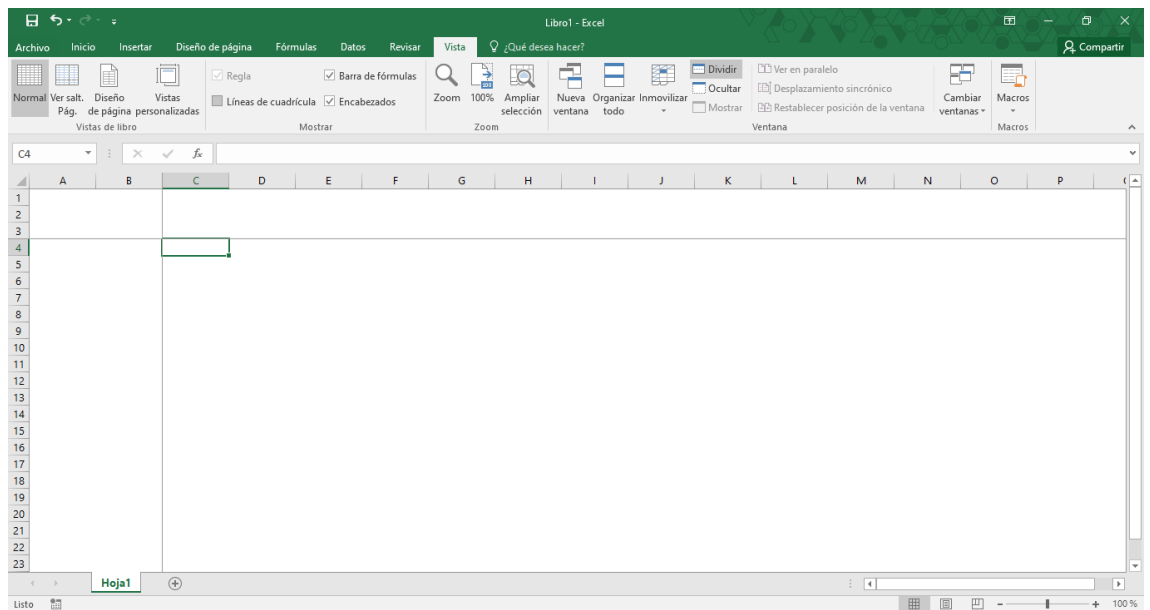 Libro1 - Excel
Archivo Inicio Insertar Diseño de página Fórmulas Datos Revisar Vista ¿Qué desea hacer? Compartir
Normal Ver salt. Pág. Diseño de página Vistas personalizadas
Vistas de libro
Regla Barra de fórmulas
Líneas de cuadrícula Encabezados
Mostrar
Zoom 100% Ampliar selección
Zoom
Nueva ventana Organizar todo Inmovilizar
Dividir
Ocultar
Mostrar
Ver en paralelo
Desplazamiento sincrónico
Restablecer posición de la ventana
Cambiar ventanas
Ventana
Macros
Macros
C4 fx
A B C D E F G H I J K L M N O P
1
2
3
4
5
6
7
8
9
10
11
12
13
14
15
16
17
18
19
20
21
22
23
Hoja1
Listo 100 %